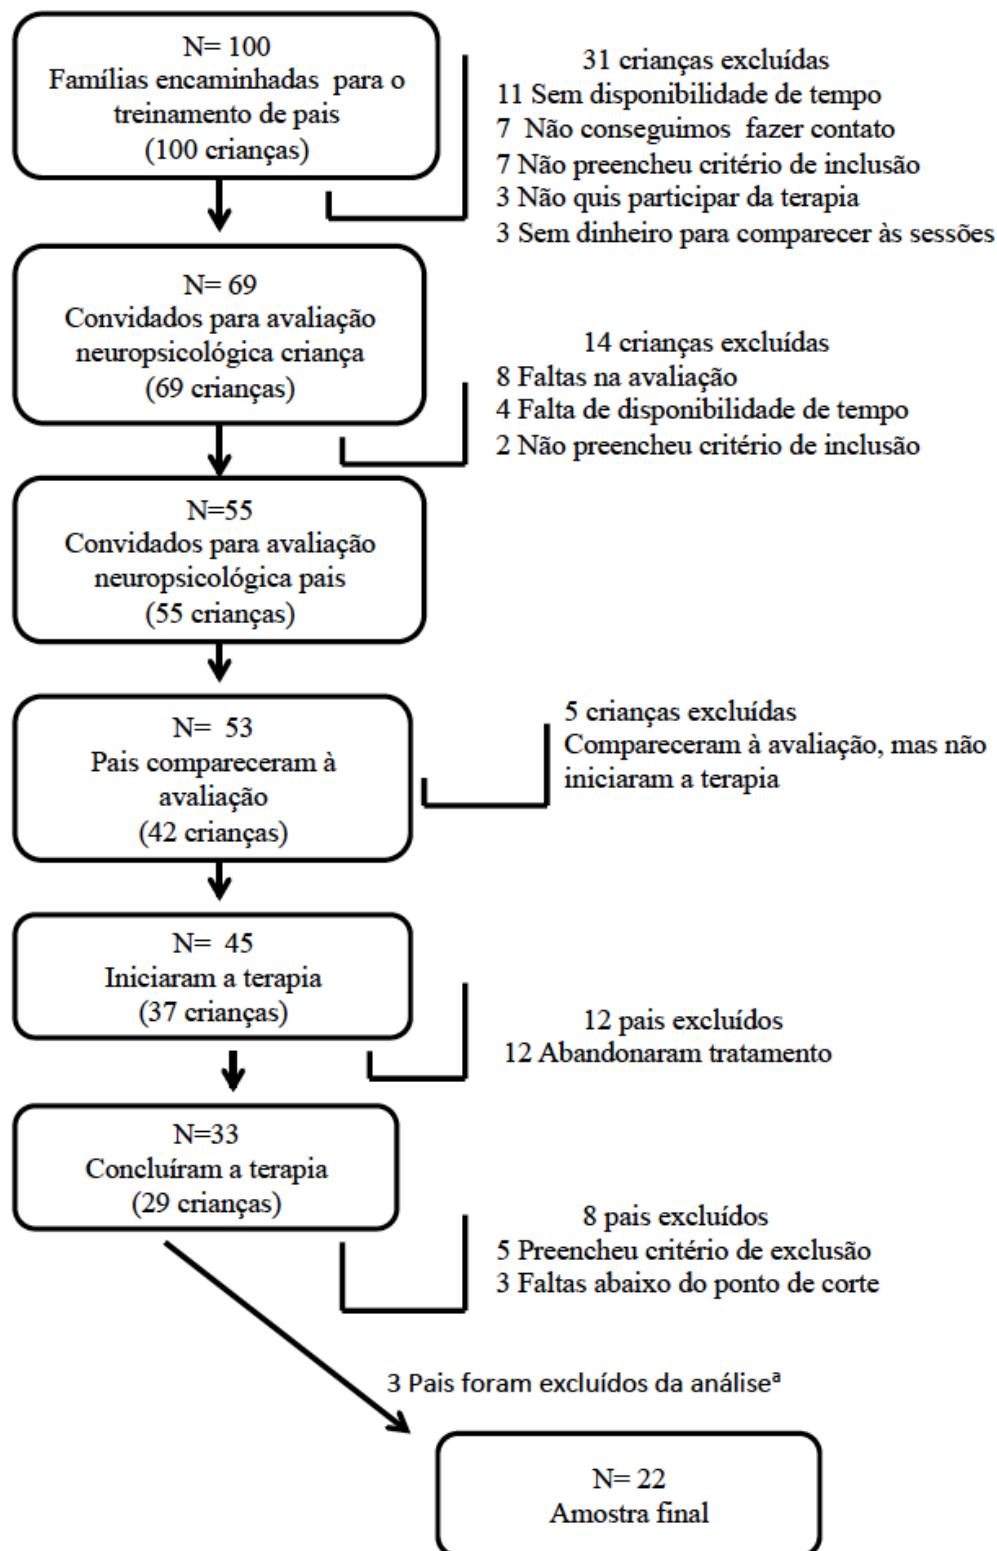 N= 100
Famílias encaminhadas para o
treinamento de pais
(100 crianças)
31 crianças excluídas
11 Sem disponibilidade de tempo
7 Não conseguimos fazer contato
7 Não preencheu critério de inclusão
3 Não quis participar da terapia
3 Sem dinheiro para comparecer às sessões
N= 69
Convidados para avaliação
neuropsicológica criança
(69 crianças)
14 crianças excluídas
8 Faltas na avaliação
4 Falta de disponibilidade de tempo
2 Não preencheu critério de inclusão
N=55
Convidados para avaliação
neuropsicológica pais
(55 crianças)
N= 53
Pais compareceram à
avaliação
(42 crianças)
5 crianças excluídas
Compareceram à avaliação, mas não
iniciaram a terapia
N= 45
Iniciaram a terapia
(37 crianças)
12 pais excluídos
12 Abandonaram tratamento
N=33
Concluíram a terapia
(29 crianças)
8 pais excluídos
5 Preencheu critério de exclusão
3 Faltas abaixo do ponto de corte
3 Pais foram excluídos da análiseª
N= 22
Amostra final